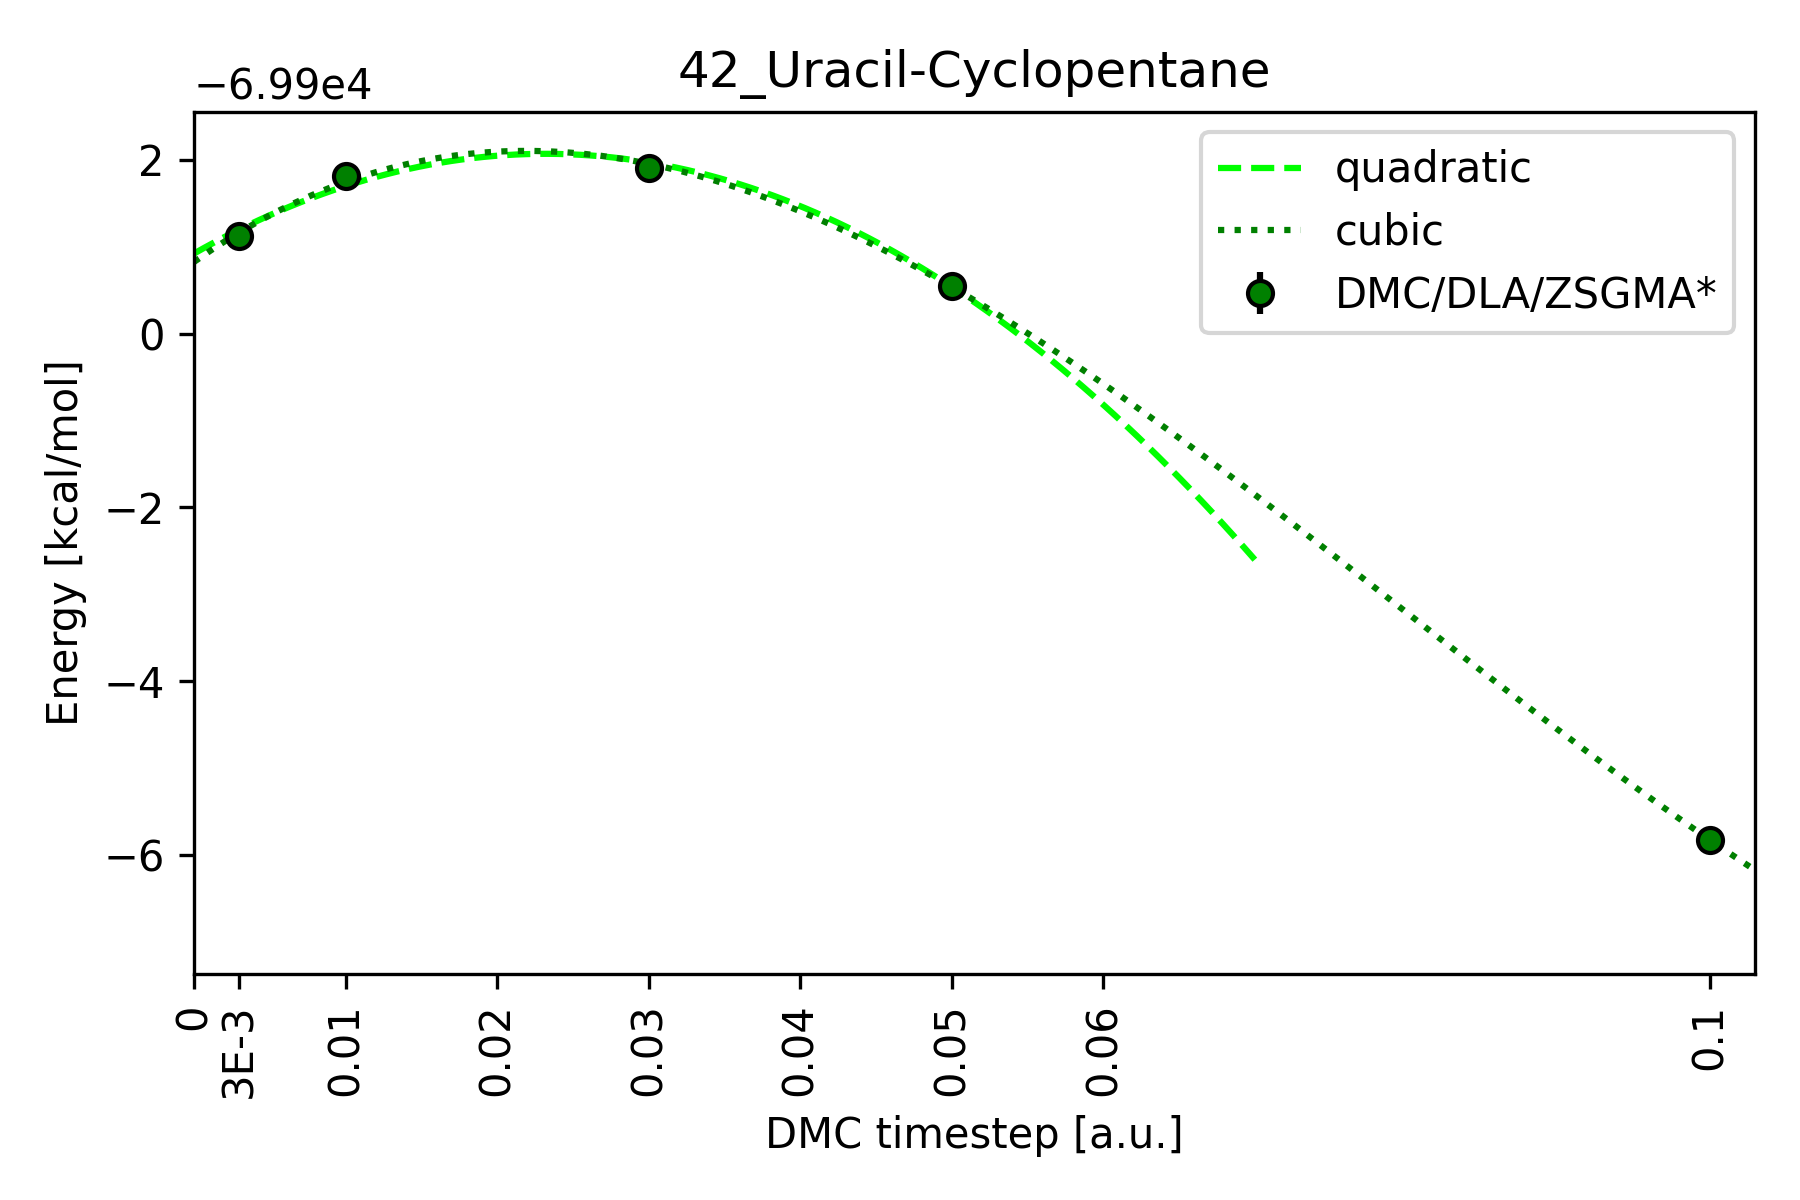 42_Uracil-Cyclopentane
−6.99e4
quadratic
cubic
DMC/DLA/ZSGMA*
2
0
−2
−4
−6
Energy [kcal/mol]
0
3E-3
0.01
0.02
0.03
0.04
0.05
0.06
0.1
DMC timestep [a.u.]